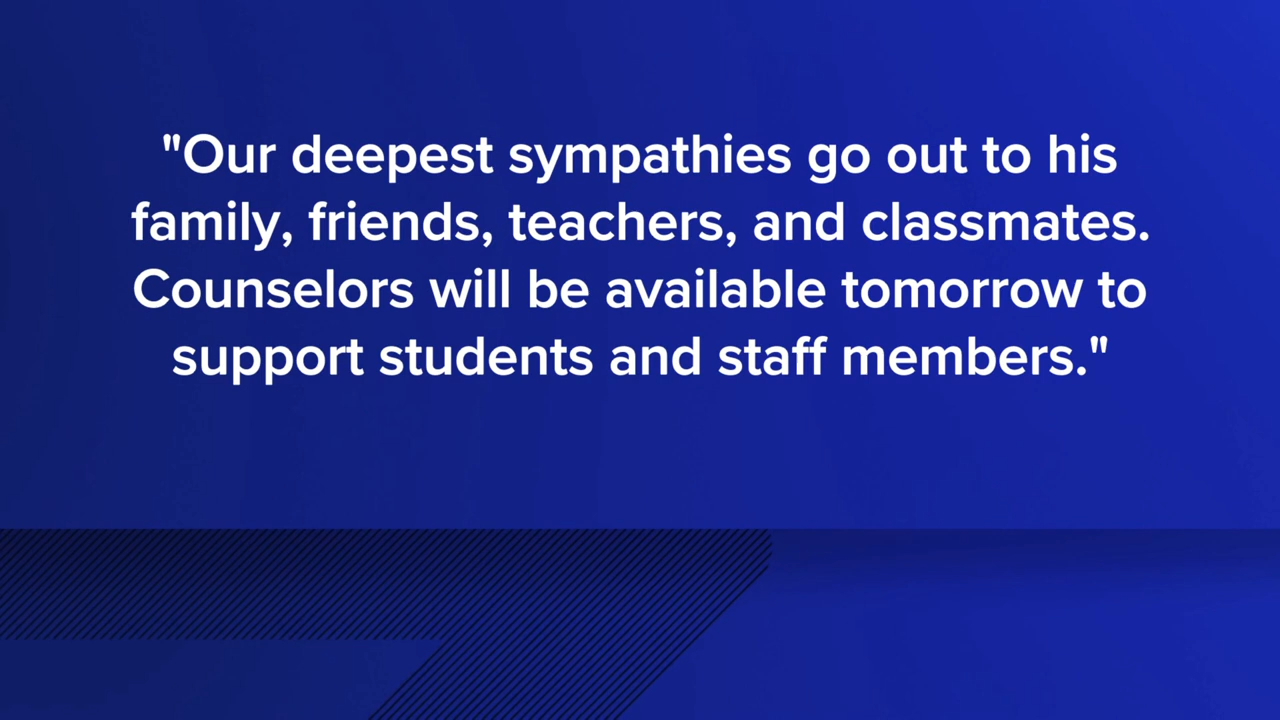 "Our deepest sympathies go out to his
family, friends, teachers, and classmates.
Counselors will be available tomorrow to
support students and staff members."